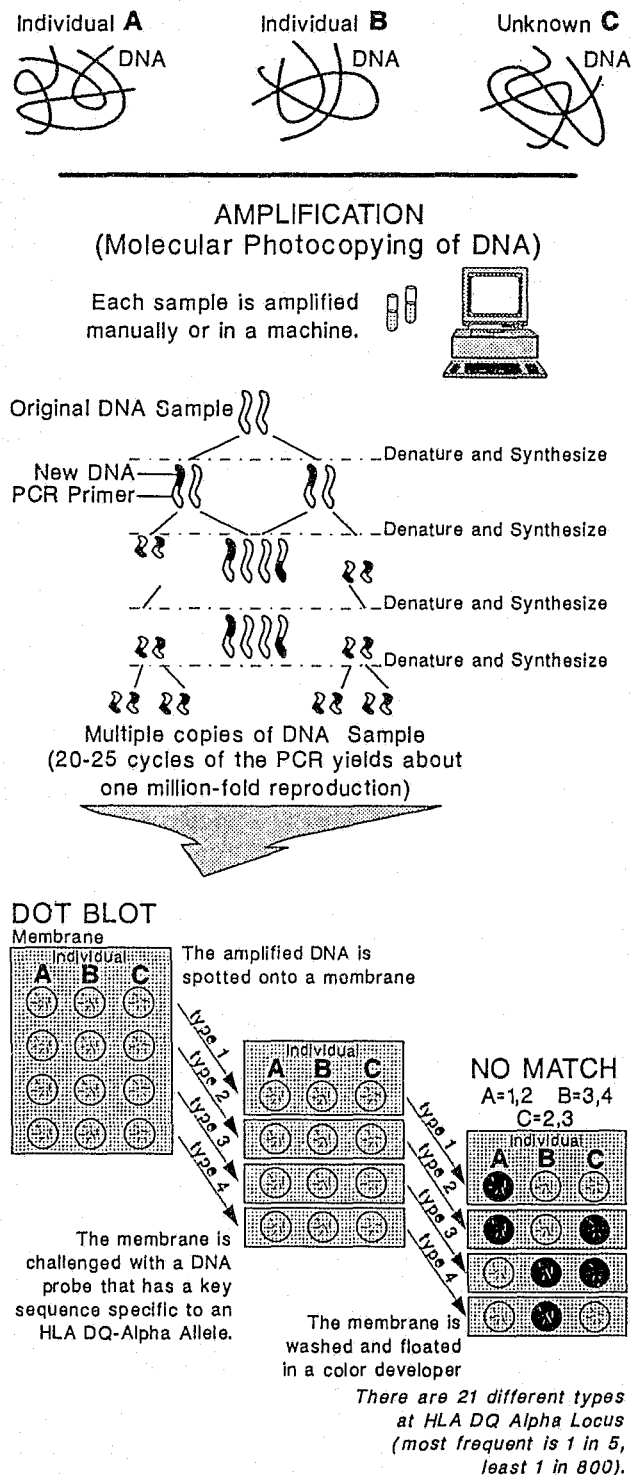 Individual A
Individual B
Unknown C
DNA
DNA
DNA
AMPLIFICATION
(Molecular Photocopying of DNA)
Each sample is amplified
manually or in a machine.
Original DNA Sample
Denature and Synthesize
New DNA
PCR Primer
Denature and Synthesize
Denature and Synthesize
Denature and Synthesize
Multiple copies of DNA Sample
(20-25 cycles of the PCR yields about
one million-fold reproduction)
DOT BLOT
Membrane
Individual
A B C
The amplified DNA is
spotted onto a membrane
type 1
type 2
type 3
type 4
Individual
A B C
type 1
type 2
type 3
type 4
NO MATCH
A=1,2 B=3,4
C=2,3
Individual
A B C
The membrane is
challenged with a DNA
probe that has a key
sequence specific to an
HLA DQ-Alpha Allele.
The membrane is
washed and floated
in a color developer
There are 21 different types
at HLA DQ Alpha Locus
(most frequent is 1 in 5,
least 1 in 800).